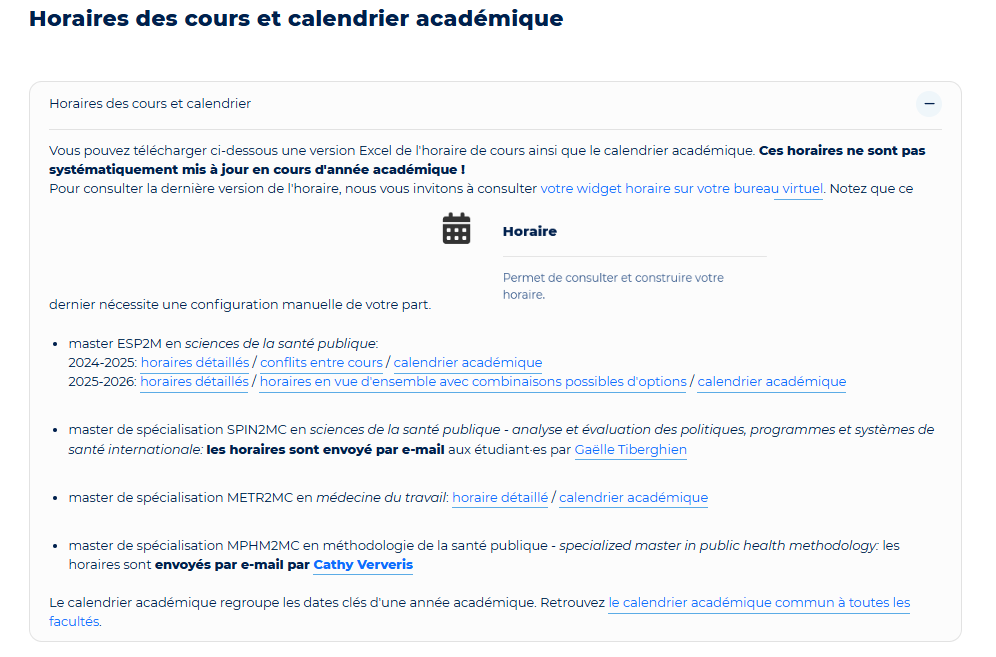 Horaires des cours et calendrier académique
Horaires des cours et calendrier
Vous pouvez télécharger ci-dessous une version Excel de l'horaire de cours ainsi que le calendrier académique. Ces horaires ne sont pas
systématiquement mis à jour en cours d'année académique !
Pour consulter la dernière version de l'horaire, nous vous invitons à consulter votre widget horaire sur votre bureau virtuel. Notez que ce
Horaire
Permet de consulter et construire votre
horaire.
dernier nécessite une configuration manuelle de votre part.
• master ESP2M en sciences de la santé publique:
2024-2025: horaires détaillés / conflits entre cours / calendrier académique
2025-2026: horaires détaillés / horaires en vue d'ensemble avec combinaisons possibles d'options / calendrier académique
• master de spécialisation SPIN2MC en sciences de la santé publique - analyse et évaluation des politiques, programmes et systèmes de
santé internationale: les horaires sont envoyé par e-mail aux étudiant·es par Gaëlle Tiberghien
• master de spécialisation METR2MC en médecine du travail: horaire détaillé / calendrier académique
• master de spécialisation MPHM2MC en méthodologie de la santé publique - specialized master in public health methodology: les
horaires sont envoyés par e-mail par Cathy Ververis
Le calendrier académique regroupe les dates clés d'une année académique. Retrouvez le calendrier académique commun à toutes les
facultés.